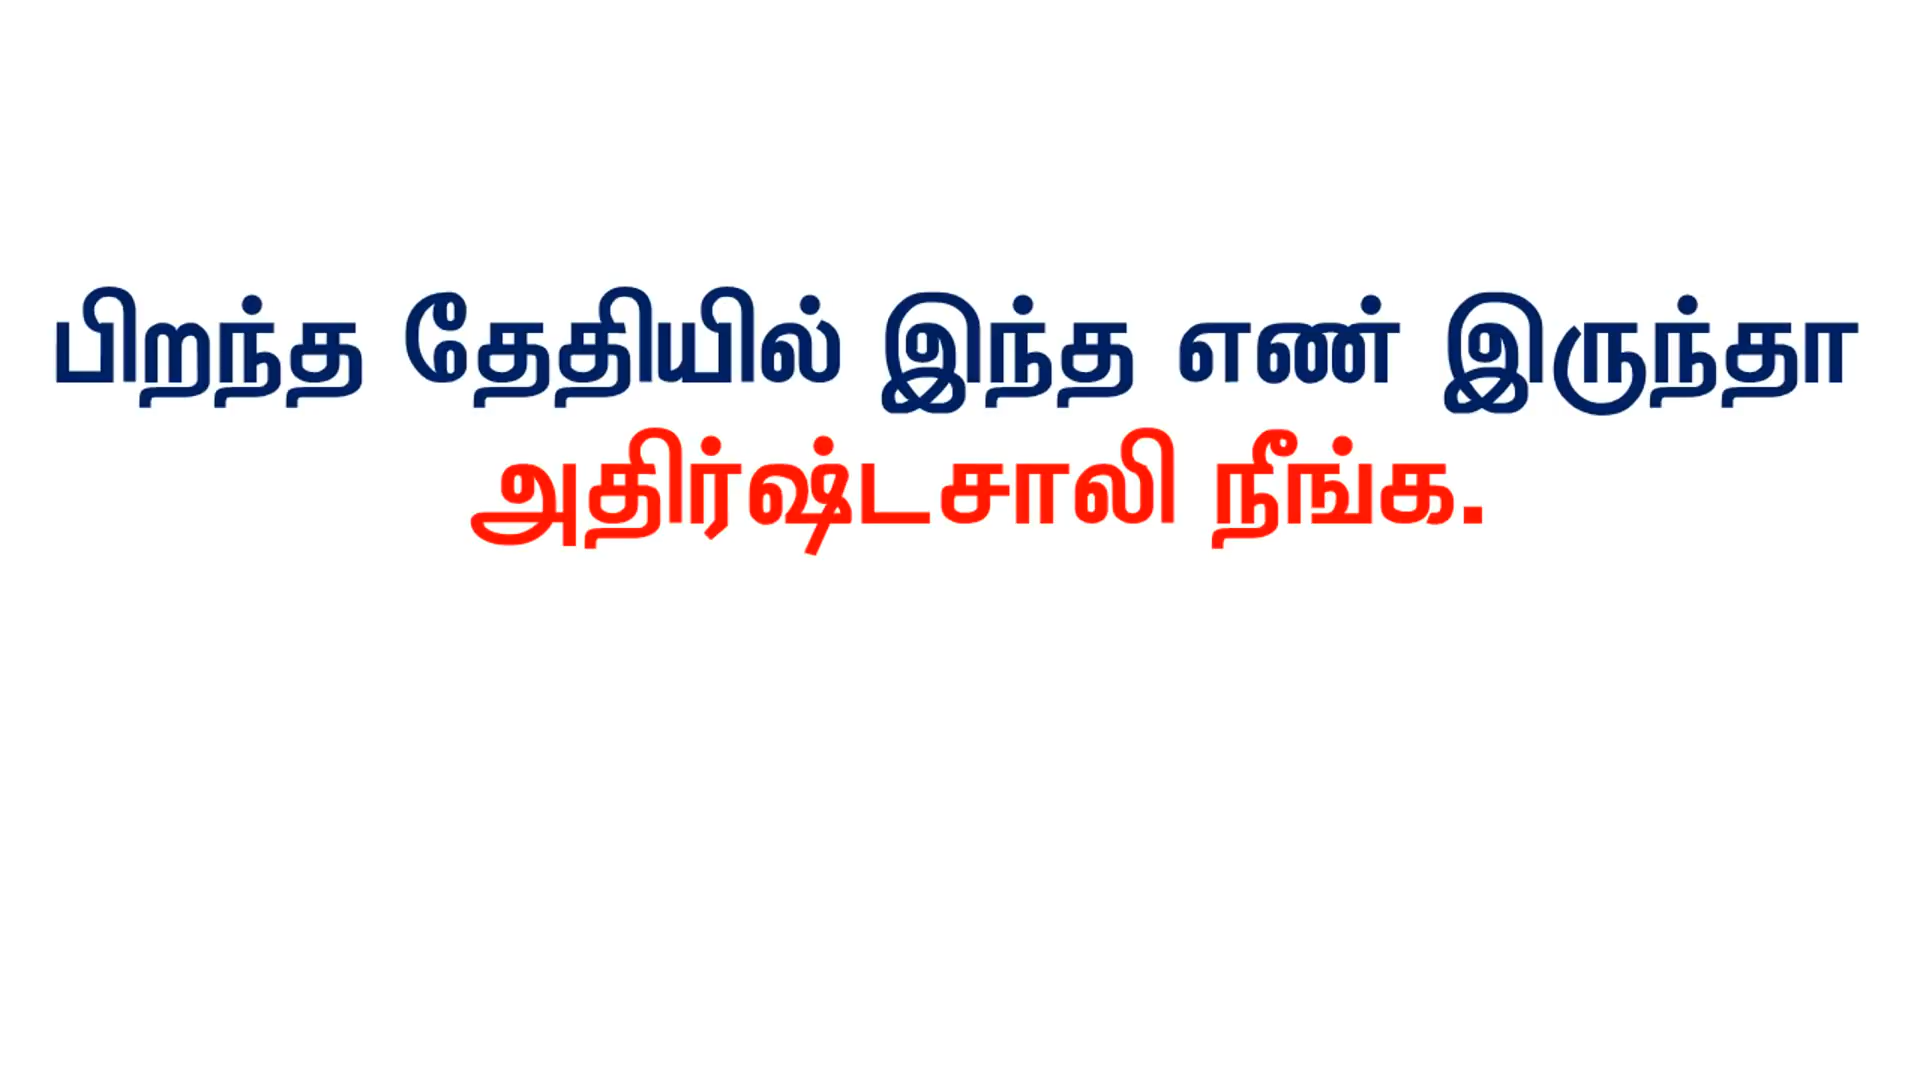 பிறந்த தேதியில் இந்த எண் இருந்தா
அதிர்ஷ்டசாலி நீங்க.